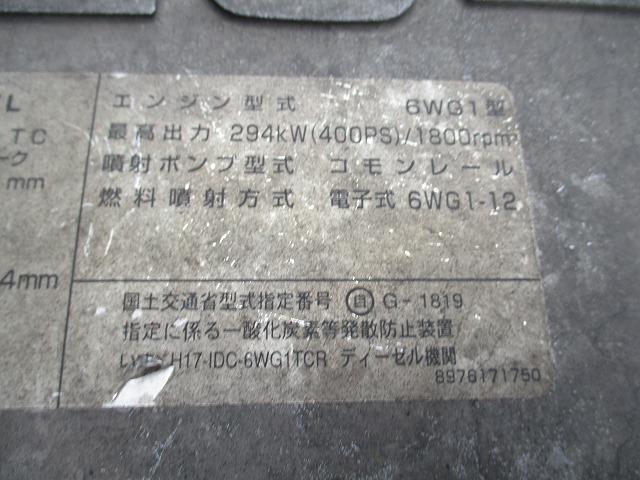 L
TC
ーク
mm
4mm
エンジン型式 6WG1型
最高出力 294kW(400PS)/1800rpm
噴射ポンプ型式 コモンレール
燃料噴射方式 電子式 6WG1-12
国土交通省型式指定番号 自 G-1819
指定に係る一酸化炭素等発散防止装置
H17-IDC-6WG1TCR ディーゼル機関
8976171750